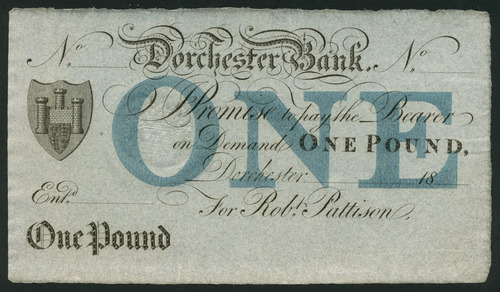 No. Dorchester Bank. No.
ONE
I Promise to pay the Bearer
on Demand ONE POUND,
Dorchester 18
Entd.
For Robt. Pattison,
One Pound